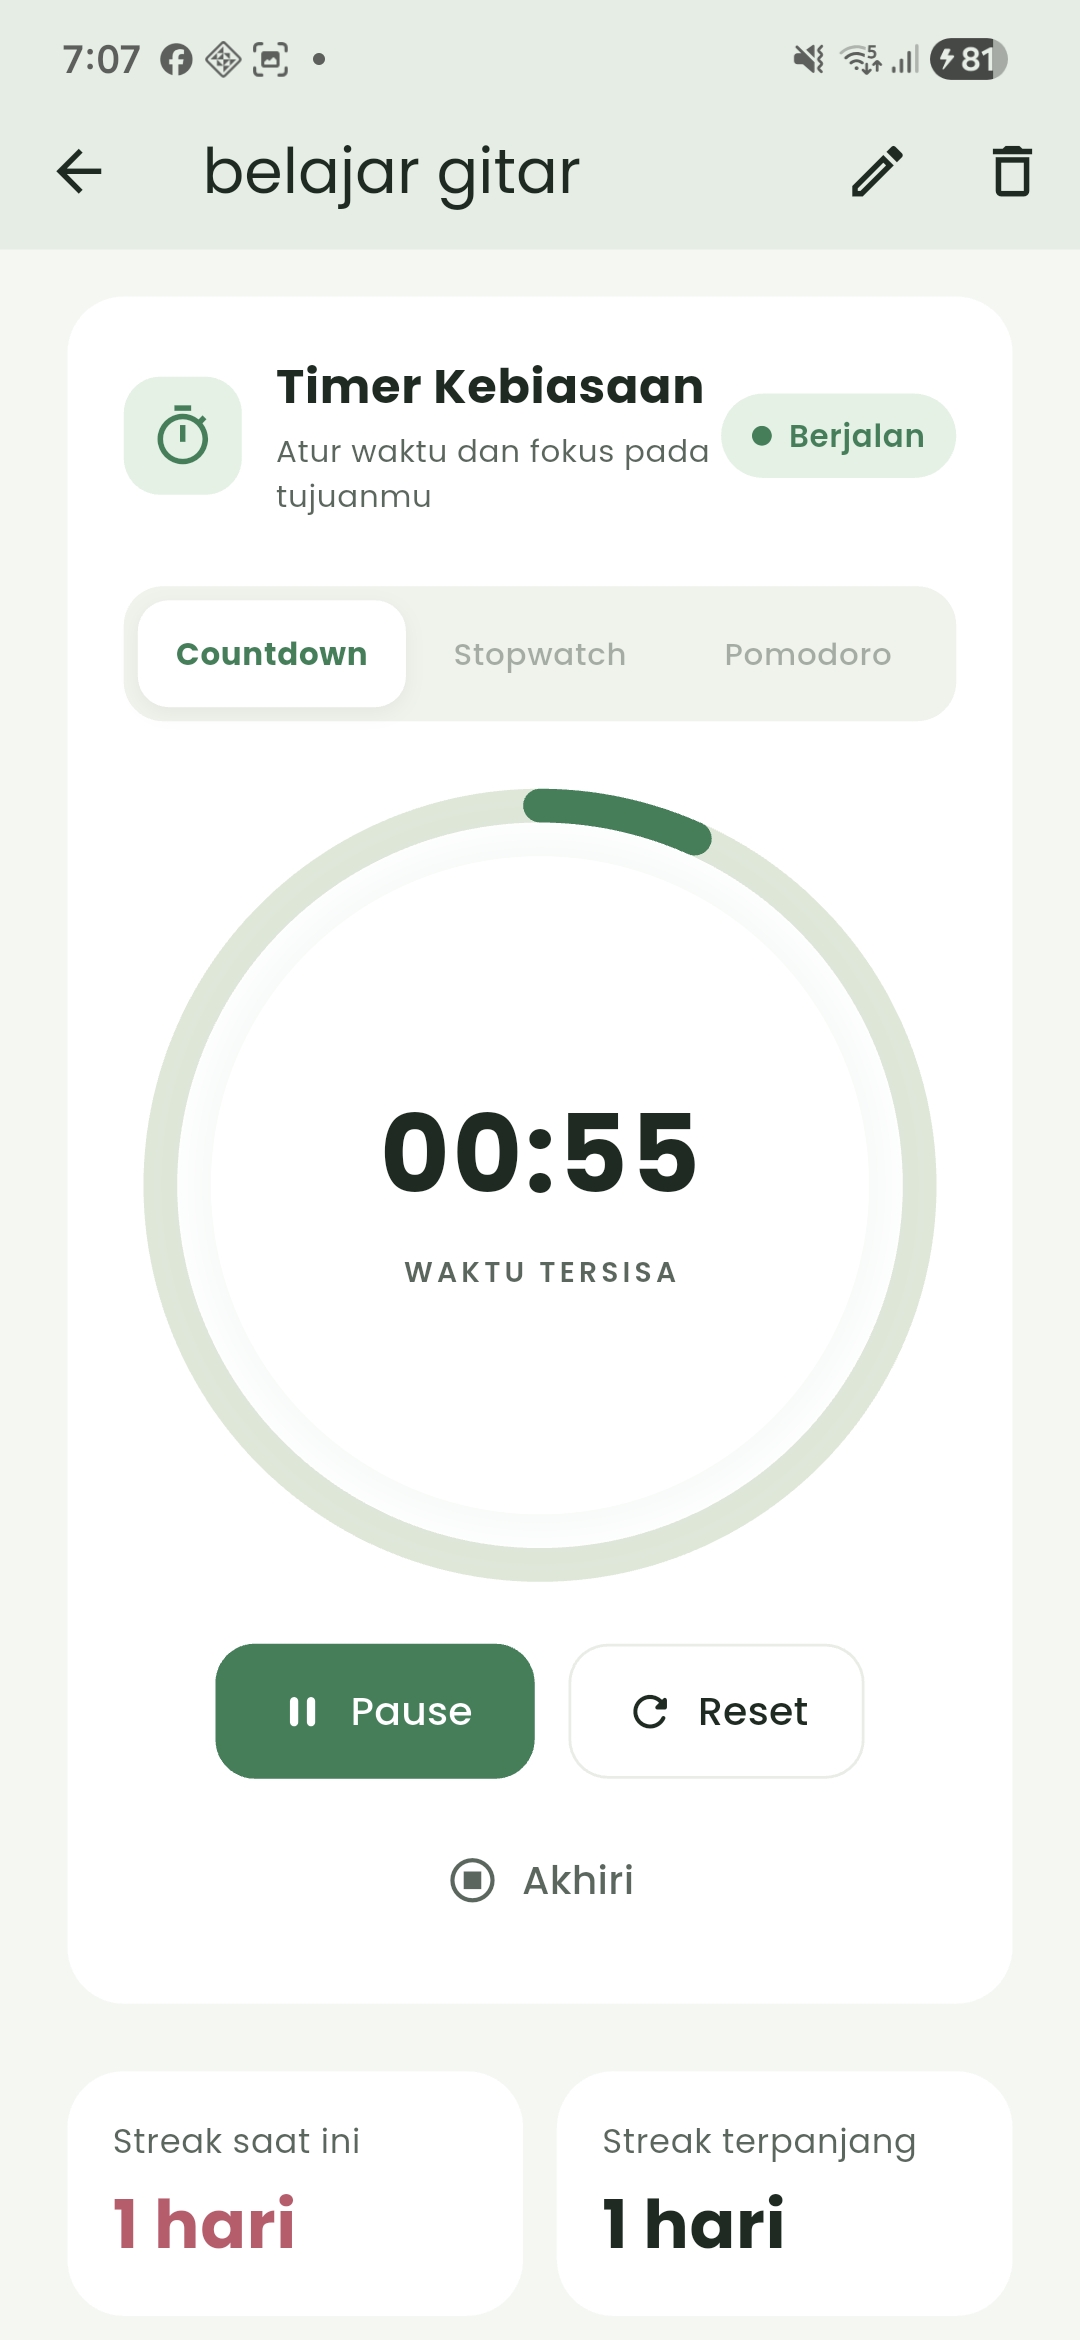 7:07
5
81
belajar gitar
Timer Kebiasaan
Atur waktu dan fokus pada
tujuanmu
Berjalan
Countdown
Stopwatch
Pomodoro
00:55
WAKTU TERSISA
Pause
Reset
Akhiri
Streak saat ini
1 hari
Streak terpanjang
1 hari